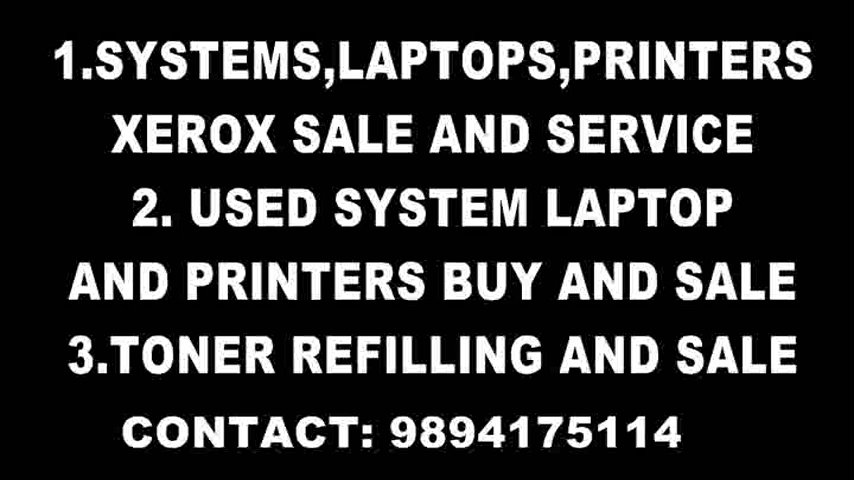 1.SYSTEMS,LAPTOPS,PRINTERS
XEROX SALE AND SERVICE
2. USED SYSTEM LAPTOP
AND PRINTERS BUY AND SALE
3.TONER REFILLING AND SALE
CONTACT: 9894175114